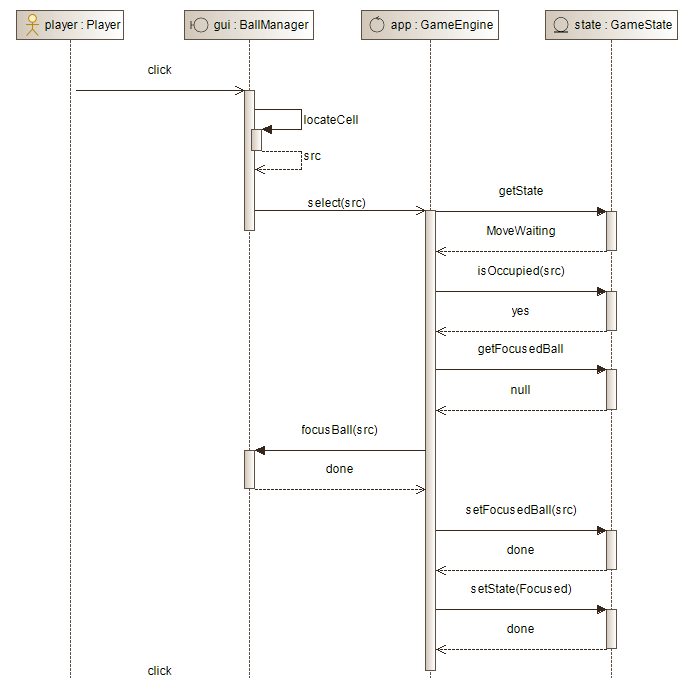 player : Player
gui : BallManager
app : GameEngine
state : GameState
click
locateCell
src
select(src)
getState
MoveWaiting
isOccupied(src)
yes
getFocusedBall
null
focusBall(src)
done
setFocusedBall(src)
done
setState(Focused)
done
click